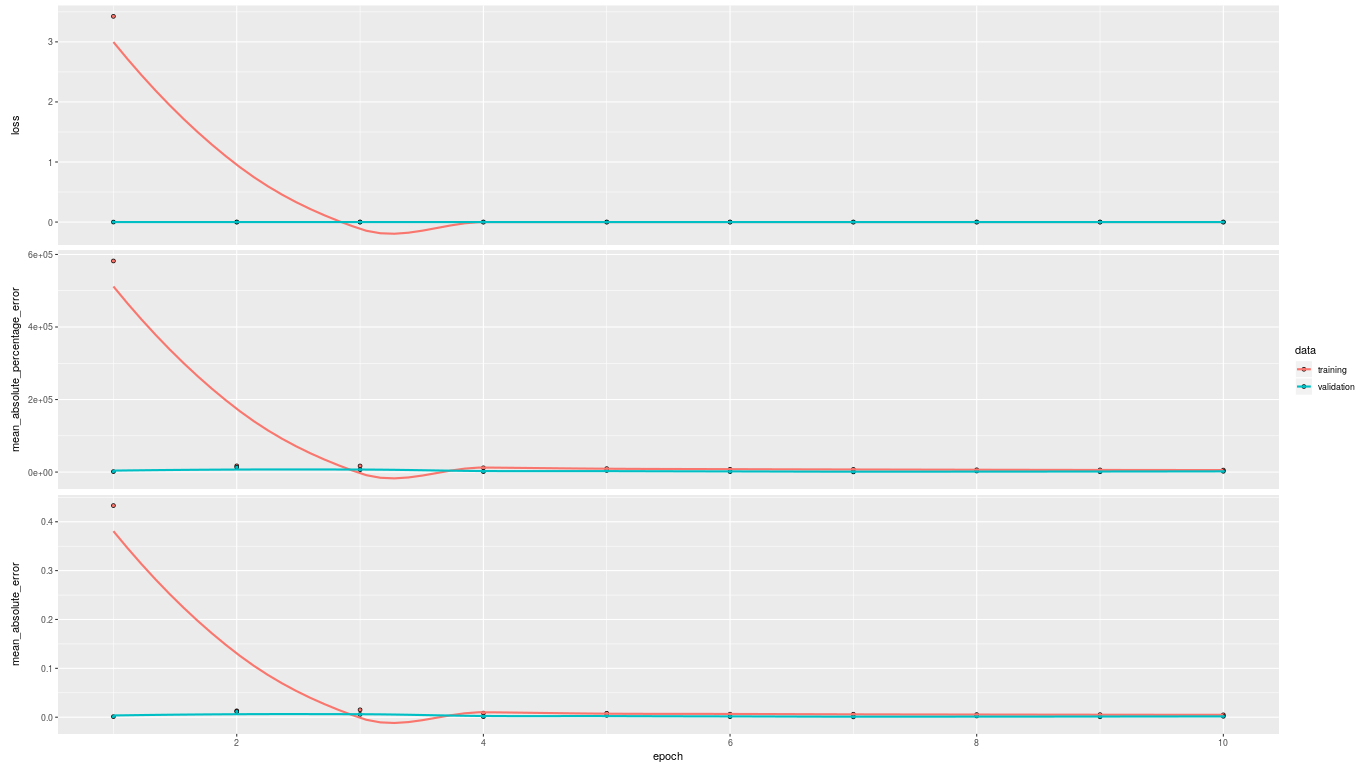 3
2
1
0
loss
6e+05
4e+05
2e+05
0e+00
mean_absolute_percentage_error
0.4
0.3
0.2
0.1
0.0
mean_absolute_error
2 4 6 8 10
epoch
data
training
validation